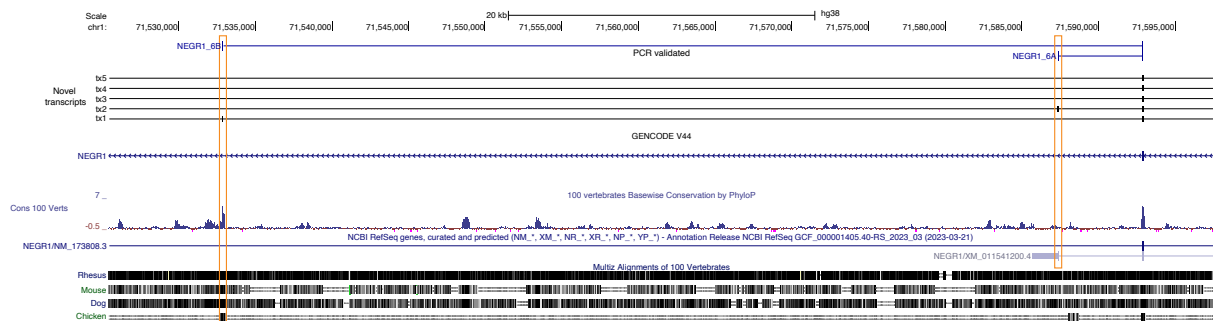 Scale 20 kb hg38
chr1: 71,530,000 71,535,000 71,540,000 71,545,000 71,550,000 71,555,000 71,560,000 71,565,000 71,570,000 71,575,000 71,580,000 71,585,000 71,590,000 71,595,000
NEGR1_6B
PCR validated
NEGR1_6A
Novel transcripts
tx5
tx4
tx3
tx2
tx1
GENCODE V44
NEGR1
100 vertebrates Basewise Conservation by PhyloP
7 _
Cons 100 Verts
-0.5 _
NCBI RefSeq genes, curated and predicted (NM_*, XM_*, NR_*, XR_*, NP_*, YP_*) - Annotation Release NCBI RefSeq GCF_000001405.40-RS_2023_03 (2023-03-21)
NEGR1/NM_173808.3
NEGR1/XM_011541200.4
Multiz Alignments of 100 Vertebrates
Rhesus
Mouse
Dog
Chicken